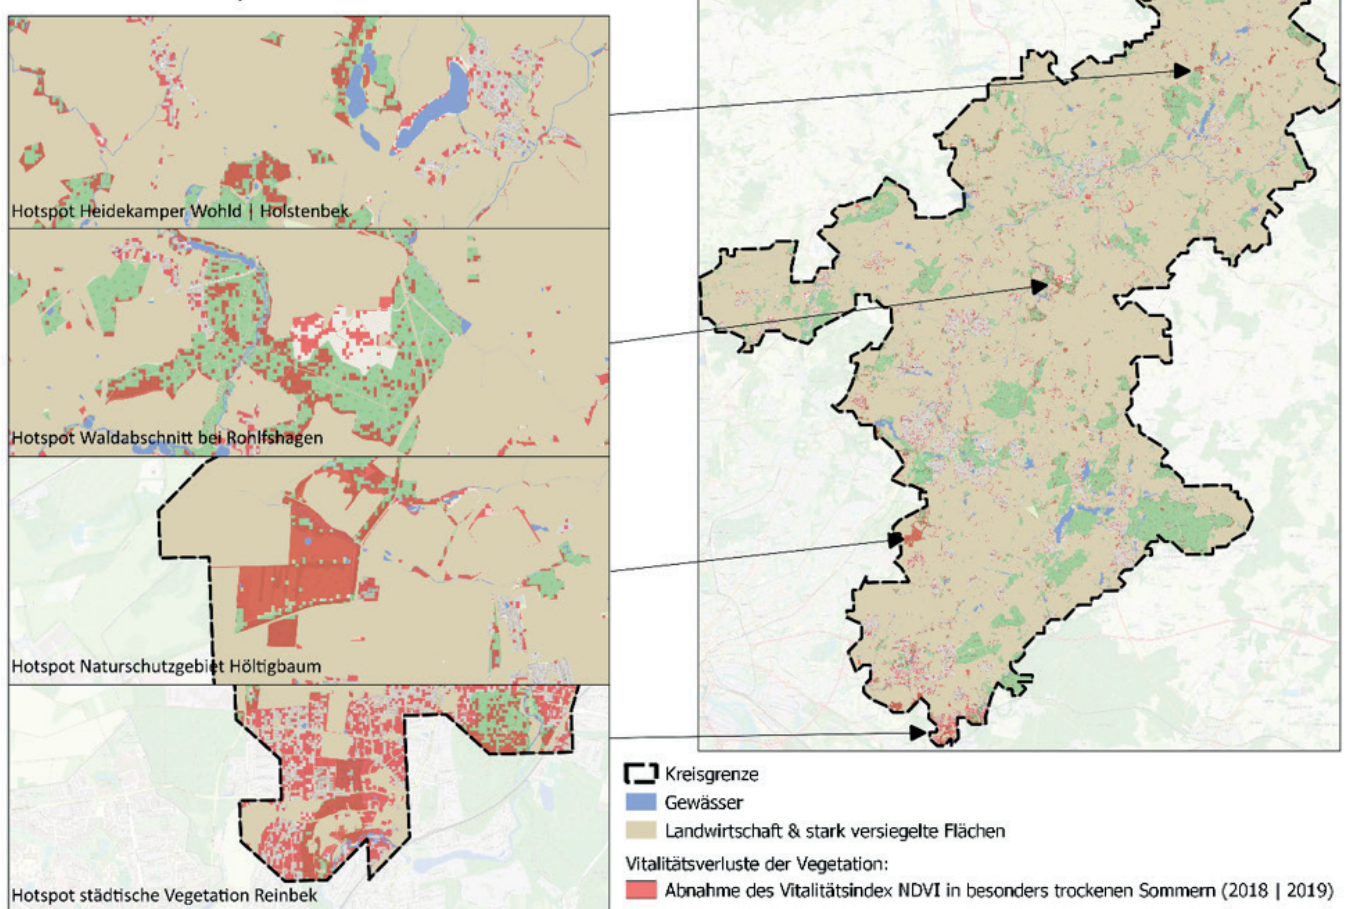 Hotspot Heidekamper Wohld | Holstenbek
Hotspot Waldabschnitt bei Rohlfshagen
Hotspot Naturschutzgebiet Höltigbaum
Hotspot städtische Vegetation Reinbek
Kreisgrenze
Gewässer
Landwirtschaft & stark versiegelte Flächen
Vitalitätsverluste der Vegetation:
Abnahme des Vitalitätsindex NDVI in besonders trockenen Sommern (2018 | 2019)